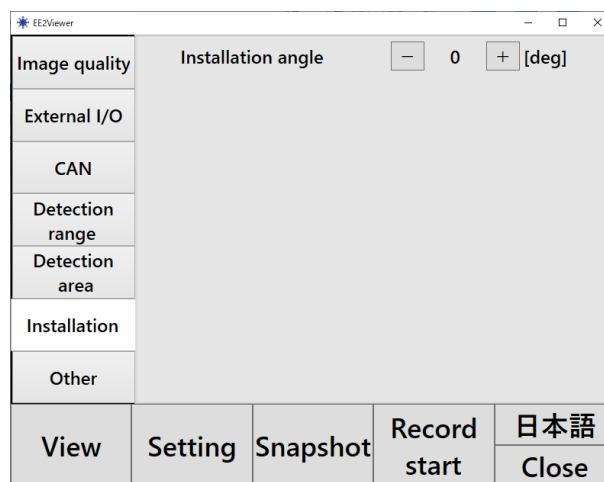 EE2Viewer
Image quality
Installation angle
− 0 + [deg]
External I/O
CAN
Detection
range
Detection
area
Installation
Other
View
Setting
Snapshot
Record
start
日本語
Close